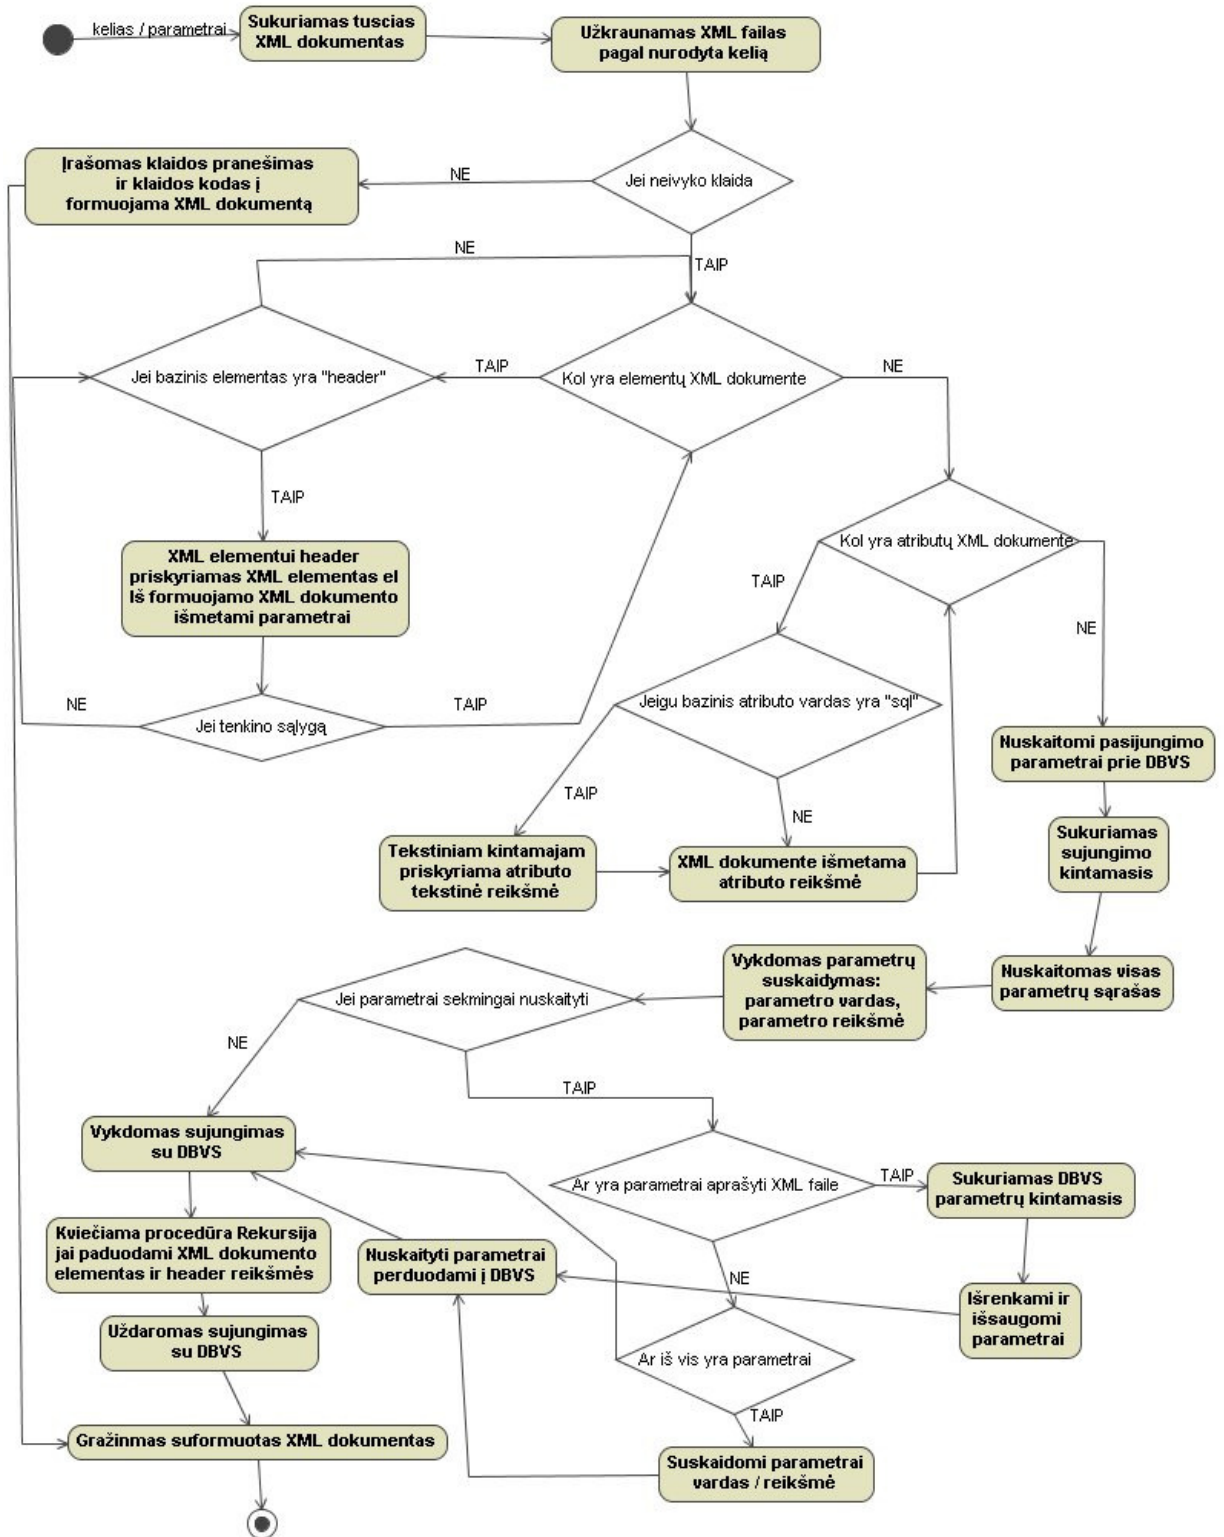 kelias / parametrai
Sukuriamas tuscias
XML dokumentas
Užkraunamas XML failas
pagal nurodyta kelią
Įrašomas klaidos pranešimas
ir klaidos kodas į
formuojama XML dokumentą
NE
Jei neivyko klaida
NE
TAIP
Jei bazinis elementas yra "header"
TAIP
Kol yra elementų XML dokumente
NE
TAIP
Kol yra atributų XML dokumente
XML elementui header
priskyriamas XML elementas el
Iš formuojamo XML dokumento
išmetami parametrai
TAIP
NE
NE
Jei tenkino sąlygą
TAIP
Jeigu bazinis atributo vardas yra "sql"
Nuskaitomi pasijungimo
parametrai prie DBVS
TAIP
NE
Sukuriamas
sujungimo
kintamasis
Tekstiniam kintamajam
priskyriama atributo
tekstinė reikšmė
XML dokumente išmetama
atributo reikšmė
Nuskaitomas visas
parametrų sąrašas
Vykdomas parametrų
suskaidymas:
parametro vardas,
parametro reikšmė
Jei parametrai sekmingai nuskaityti
NE
TAIP
Vykdomas sujungimas
su DBVS
Ar yra parametrai aprašyti XML faile
TAIP
Sukuriamas DBVS
parametrų kintamasis
Kviečiama procedūra Rekursija
jai paduodami XML dokumento
elementas ir header reikšmės
Nuskaityti parametrai
perduodami į DBVS
NE
Išrenkami ir
išsaugomi
parametrai
Uždaromas sujungimas
su DBVS
Ar iš vis yra parametrai
TAIP
Gražinmas suformuotas XML dokumentas
Suskaidomi parametrai
vardas / reikšmė